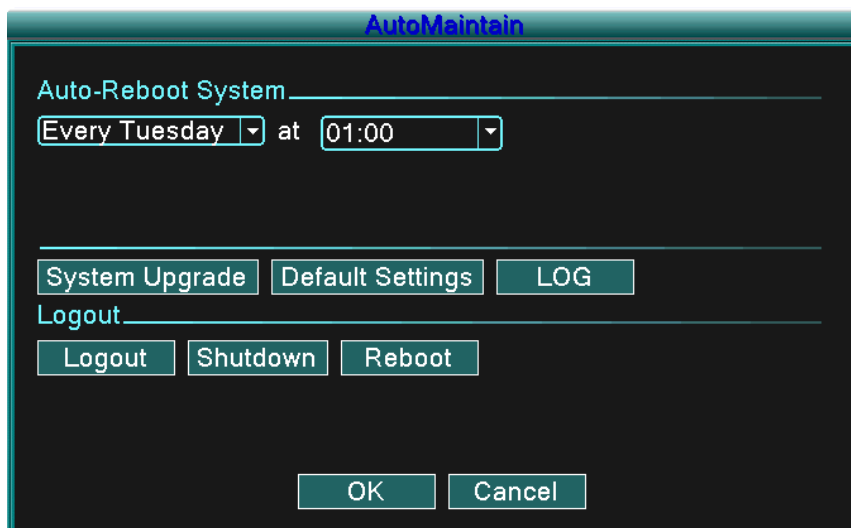 AutoMaintain
Auto-Reboot System
Every Tuesday at 01:00
System Upgrade Default Settings LOG
Logout
Logout Shutdown Reboot
OK Cancel